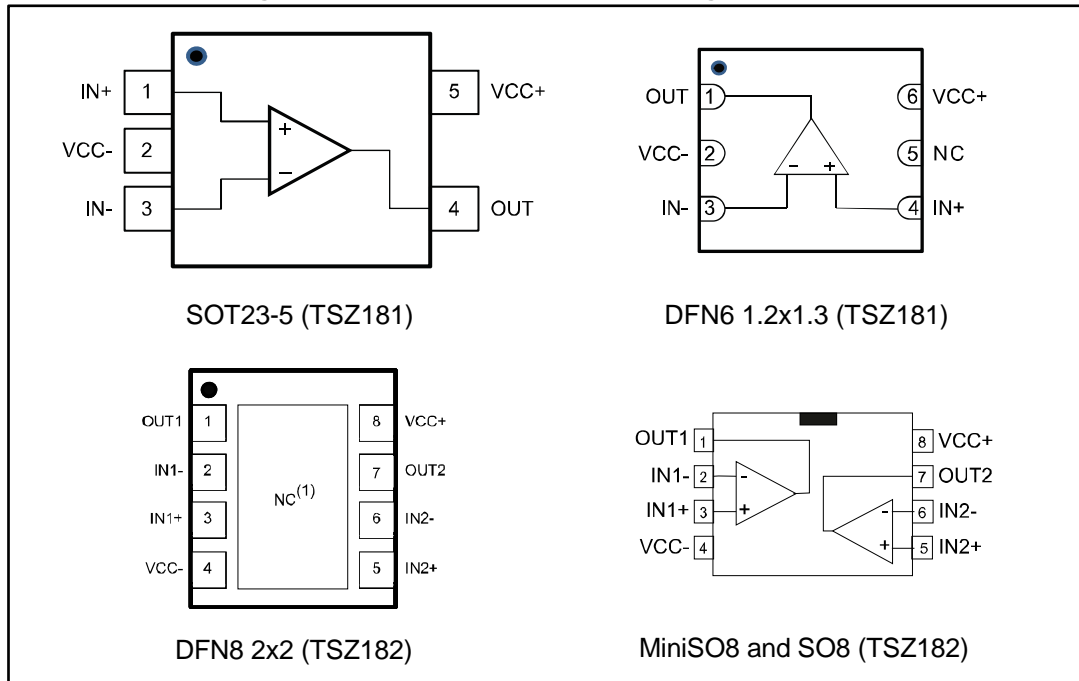 IN+ 1
VCC- 2
IN- 3
+
−
5 VCC+
4 OUT
SOT23-5 (TSZ181)
OUT 1
VCC- 2
IN- 3
- +
6 VCC+
5 NC
4 IN+
DFN6 1.2x1.3 (TSZ181)
OUT1 1
IN1- 2
IN1+ 3
VCC- 4
NC(1)
8 VCC+
7 OUT2
6 IN2-
5 IN2+
DFN8 2x2 (TSZ182)
OUT1 1
IN1- 2 -
IN1+ 3 +
VCC- 4
8 VCC+
7 OUT2
- 6 IN2-
+ 5 IN2+
MiniSO8 and SO8 (TSZ182)